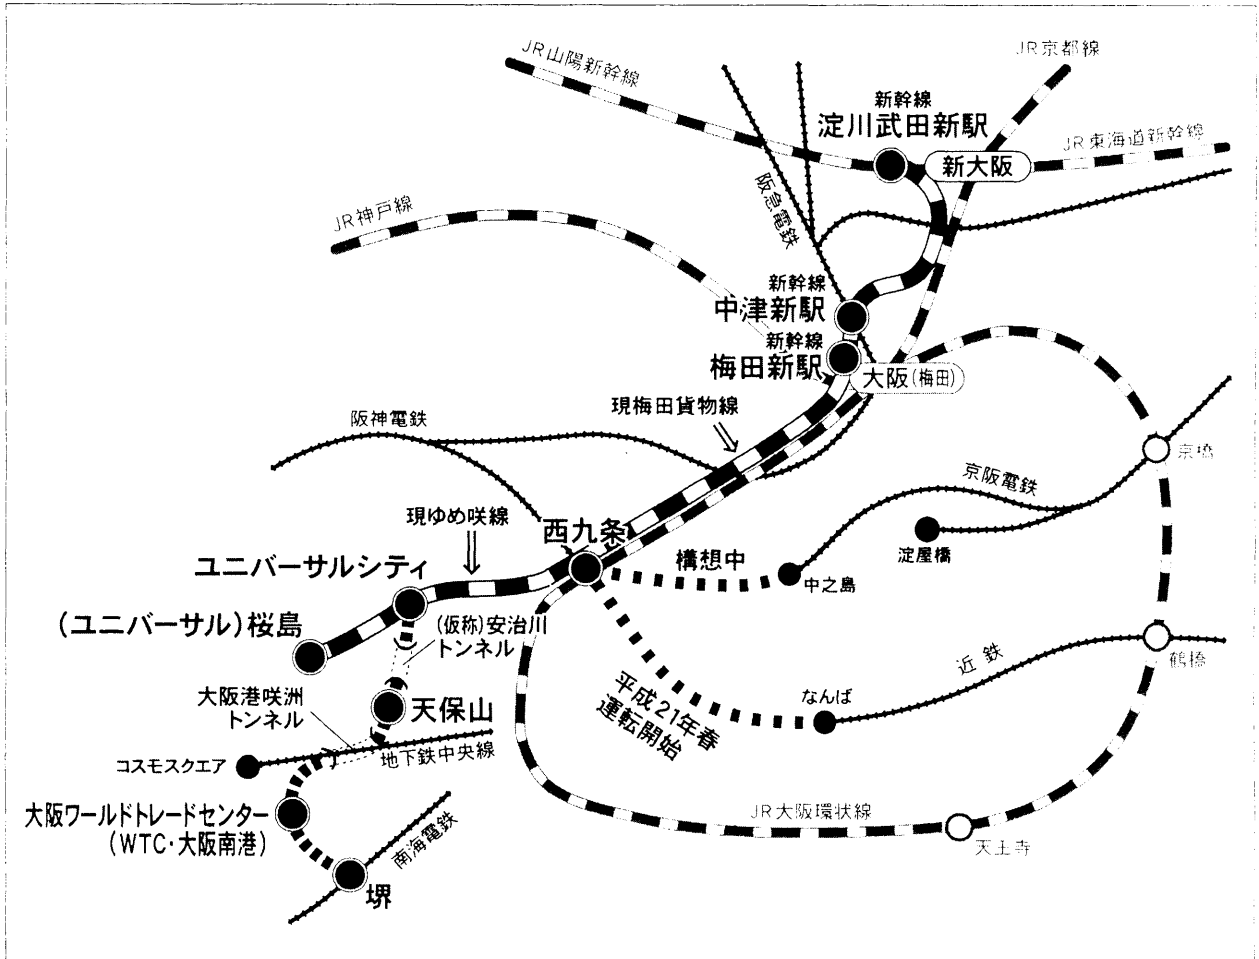 JR山陽新幹線
JR京都線
新幹線
淀川武田新駅
JR東海道新幹線
新大阪
阪急電鉄
JR神戸線
新幹線
中津新駅
新幹線
梅田新駅
大阪(梅田)
現梅田貨物線
阪神電鉄
京橋
京阪電鉄
現ゆめ咲線
西九条
淀屋橋
構想中
中之島
ユニバーサルシティ
(ユニバーサル)桜島
(仮称)安治川
トンネル
鶴橋
近鉄
大阪港咲洲
トンネル
天保山
なんば
平成21年春
運転開始
地下鉄中央線
コスモスクエア
大阪ワールドトレードセンター
(WTC・大阪南港)
JR大阪環状線
天王寺
南海電鉄
堺